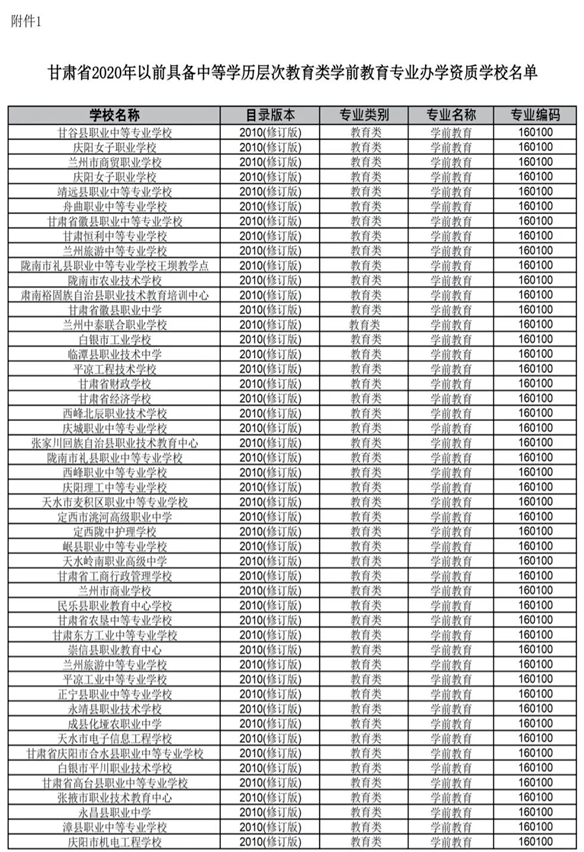 附件1
甘肃省2020年以前具备中等学历层次教育类学前教育专业办学资质学校名单
学校名称 目录版本 专业类别 专业名称 专业编码
甘谷县职业中等专业学校 2010(修订版) 教育类 学前教育 160100
庆阳女子职业学校 2010(修订版) 教育类 学前教育 160100
兰州市商贸职业学校 2010(修订版) 教育类 学前教育 160100
庆阳女子职业学校 2010(修订版) 教育类 学前教育 160100
靖远县职业中等专业学校 2010(修订版) 教育类 学前教育 160100
舟曲职业中等专业学校 2010(修订版) 教育类 学前教育 160100
甘肃省徽县职业中等专业学校 2010(修订版) 教育类 学前教育 160100
甘肃恒利中等专业学校 2010(修订版) 教育类 学前教育 160100
兰州旅游中等专业学校 2010(修订版) 教育类 学前教育 160100
陇南市礼县职业中等专业学校王坝教学点 2010(修订版) 教育类 学前教育 160100
陇南市农业技术学校 2010(修订版) 教育类 学前教育 160100
肃南裕固族自治县职业技术教育培训中心 2010(修订版) 教育类 学前教育 160100
甘肃省徽县职业中学 2010(修订版) 教育类 学前教育 160100
兰州中泰联合职业学校 2010(修订版) 教育类 学前教育 160100
白银市工业学校 2010(修订版) 教育类 学前教育 160100
临潭县职业技术中学 2010(修订版) 教育类 学前教育 160100
平凉工程技术学校 2010(修订版) 教育类 学前教育 160100
甘肃省财政学校 2010(修订版) 教育类 学前教育 160100
甘肃省经济学校 2010(修订版) 教育类 学前教育 160100
西峰北辰职业技术学校 2010(修订版) 教育类 学前教育 160100
庆城职业中等专业学校 2010(修订版) 教育类 学前教育 160100
张家川回族自治县职业技术教育中心 2010(修订版) 教育类 学前教育 160100
陇南市礼县职业中等专业学校 2010(修订版) 教育类 学前教育 160100
西峰职业中等专业学校 2010(修订版) 教育类 学前教育 160100
庆阳理工中等专业学校 2010(修订版) 教育类 学前教育 160100
天水市麦积区职业中等专业学校 2010(修订版) 教育类 学前教育 160100
定西市洮河高级职业中学 2010(修订版) 教育类 学前教育 160100
定西陇中护理学校 2010(修订版) 教育类 学前教育 160100
岷县职业中等专业学校 2010(修订版) 教育类 学前教育 160100
天水岭南职业高级中学 2010(修订版) 教育类 学前教育 160100
甘肃省工商行政管理学校 2010(修订版) 教育类 学前教育 160100
兰州市商业学校 2010(修订版) 教育类 学前教育 160100
民乐县职业教育中心学校 2010(修订版) 教育类 学前教育 160100
甘肃省农垦中等专业学校 2010(修订版) 教育类 学前教育 160100
甘肃东方工业中等专业学校 2010(修订版) 教育类 学前教育 160100
崇信县职业教育中心 2010(修订版) 教育类 学前教育 160100
兰州旅游中等专业学校 2010(修订版) 教育类 学前教育 160100
平凉工业中等专业学校 2010(修订版) 教育类 学前教育 160100
正宁县职业中等专业学校 2010(修订版) 教育类 学前教育 160100
永靖县职业技术学校 2010(修订版) 教育类 学前教育 160100
成县化垭农职业中学 2010(修订版) 教育类 学前教育 160100
天水市电子信息工程学校 2010(修订版) 教育类 学前教育 160100
甘肃省庆阳市合水县职业中等专业学校 2010(修订版) 教育类 学前教育 160100
白银市平川职业技术学校 2010(修订版) 教育类 学前教育 160100
甘肃省高台县职业中等专业学校 2010(修订版) 教育类 学前教育 160100
张掖市职业技术教育中心 2010(修订版) 教育类 学前教育 160100
永昌县职业中学 2010(修订版) 教育类 学前教育 160100
漳县职业中等专业学校 2010(修订版) 教育类 学前教育 160100
庆阳市机电工程学校 2010(修订版) 教育类 学前教育 160100